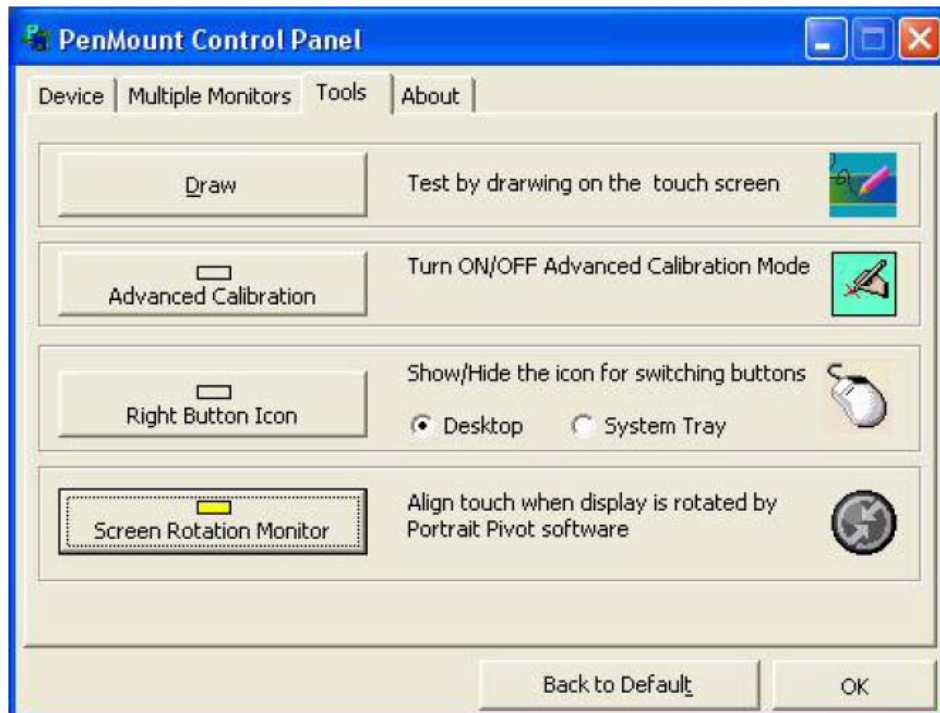 PenMount Control Panel
Device
Multiple Monitors
Tools
About
Draw
Test by drarwing on the touch screen
Advanced Calibration
Turn ON/OFF Advanced Calibration Mode
Right Button Icon
Show/Hide the icon for switching buttons
Desktop
System Tray
Screen Rotation Monitor
Align touch when display is rotated by
Portrait Pivot software
Back to Default
OK